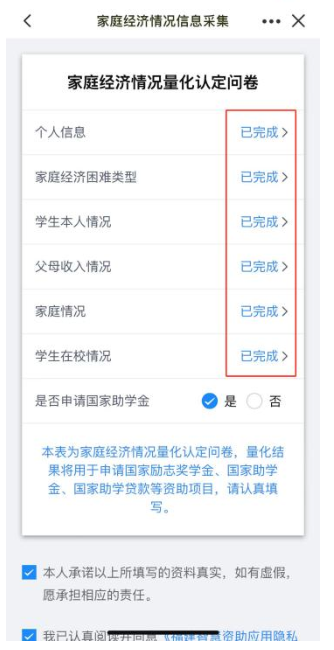 家庭经济情况信息采集
家庭经济情况量化认定问卷
个人信息 已完成
家庭经济困难类型 已完成
学生本人情况 已完成
父母收入情况 已完成
家庭情况 已完成
学生在校情况 已完成
是否申请国家助学金 是 否
本表为家庭经济情况量化认定问卷，量化结
果将用于申请国家励志奖学金、国家助学
金、国家助学贷款等资助项目，请认真填
写。
本人承诺以上所填写的资料真实，如有虚假，
愿承担相应的责任。
我已认真阅读并同意《福建智慧资助应用隐私